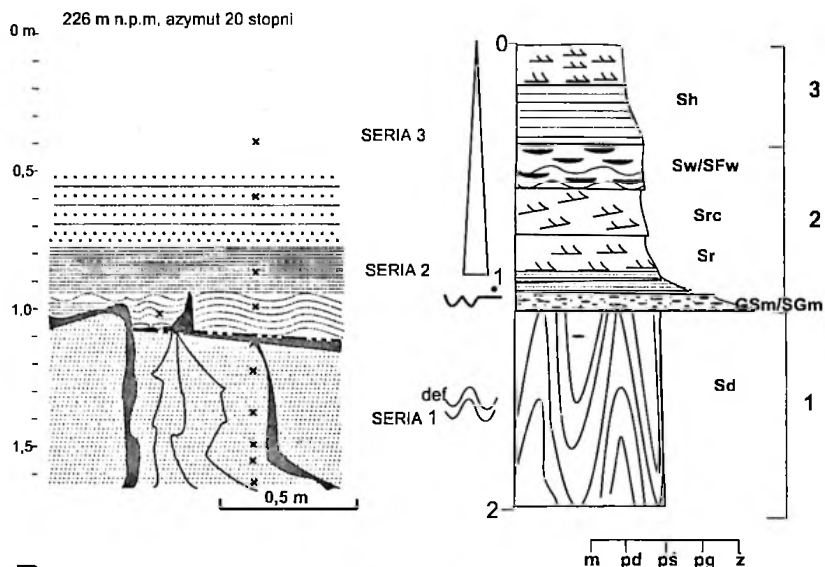 226 m n.p.m, azymut 20 stopni
0 m
0,5
1,0
1,5
0,5 m
SERIA 3
SERIA 2
def
SERIA 1
0
1
2
Sh
Sw/SFw
Src
Sr
GSm/SGm
Sd
3
2
1
m pd ps pg z